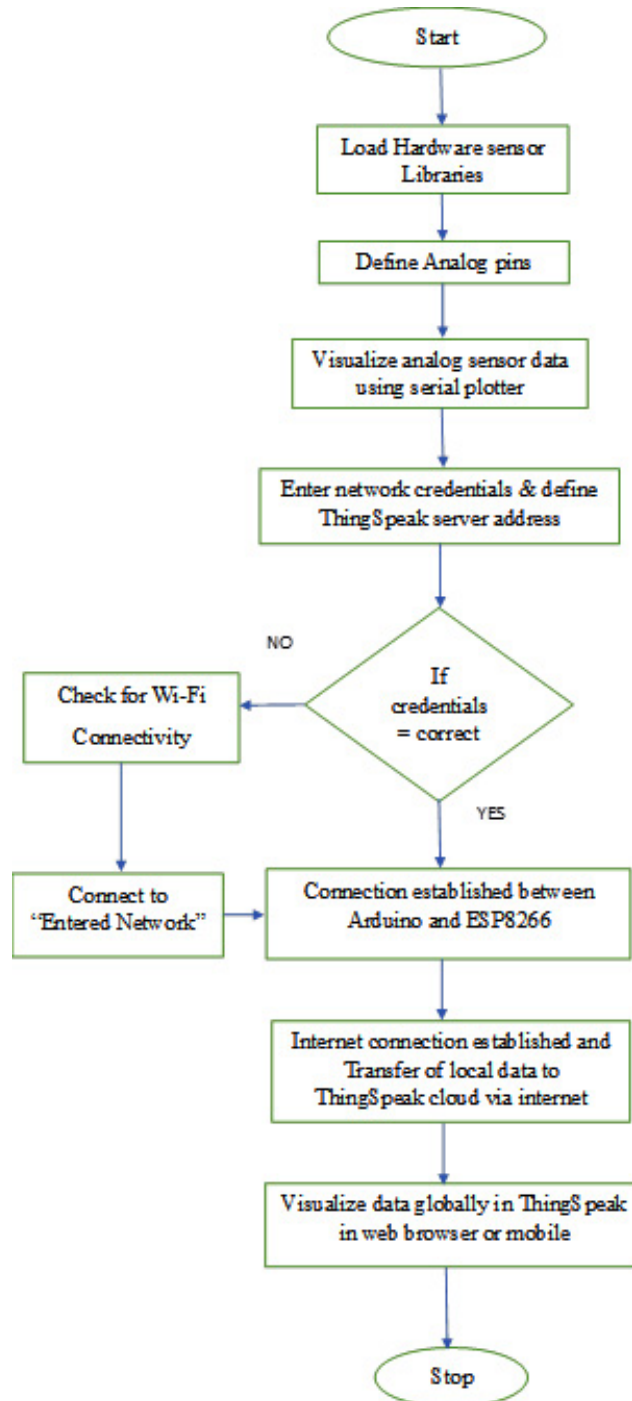 Start
Load Hardware sensor
Libraries
Define Analog pins
Visualize analog sensor data
using serial plotter
Enter network credentials & define
ThingSpeak server address
NO
If
credentials
= correct
Check for Wi-Fi
Connectivity
YES
Connect to
“Entered Network”
Connection established between
Arduino and ESP8266
Internet connection established and
Transfer of local data to
ThingSpeak cloud via internet
Visualize data globally in ThingSpeak
in web browser or mobile
Stop